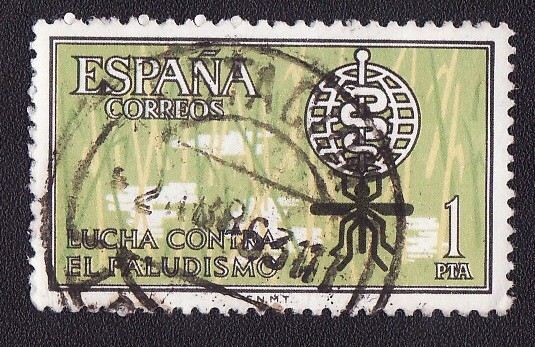 ESPAÑA
CORREOS
LUCHA CONTRA
EL PALUDISMO
1
PTA
F.N.M.T.